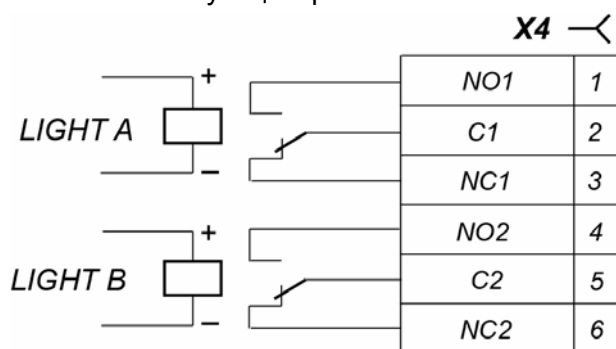 X4
+
NO1 1
LIGHT A
C1 2
–
NC1 3
+
NO2 4
LIGHT B
C2 5
–
NC2 6